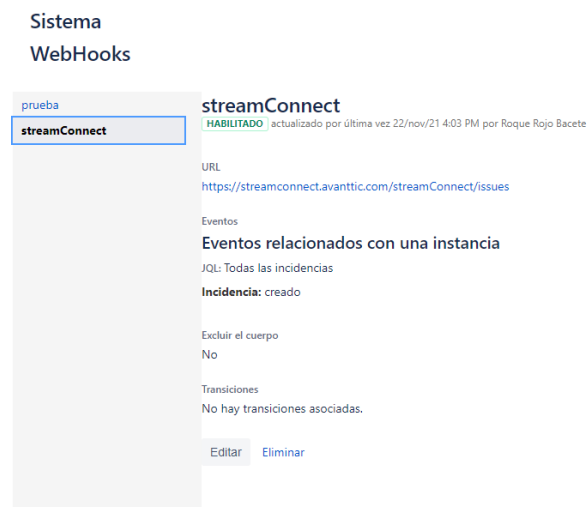 Sistema
WebHooks
prueba
streamConnect
streamConnect
HABILITADO actualizado por última vez 22/nov/21 4:03 PM por Roque Rojo Bacete
URL
https://streamconnect.avanttic.com/streamConnect/issues
Eventos
Eventos relacionados con una instancia
JQL: Todas las incidencias
Incidencia: creado
Excluir el cuerpo
No
Transiciones
No hay transiciones asociadas.
Editar Eliminar